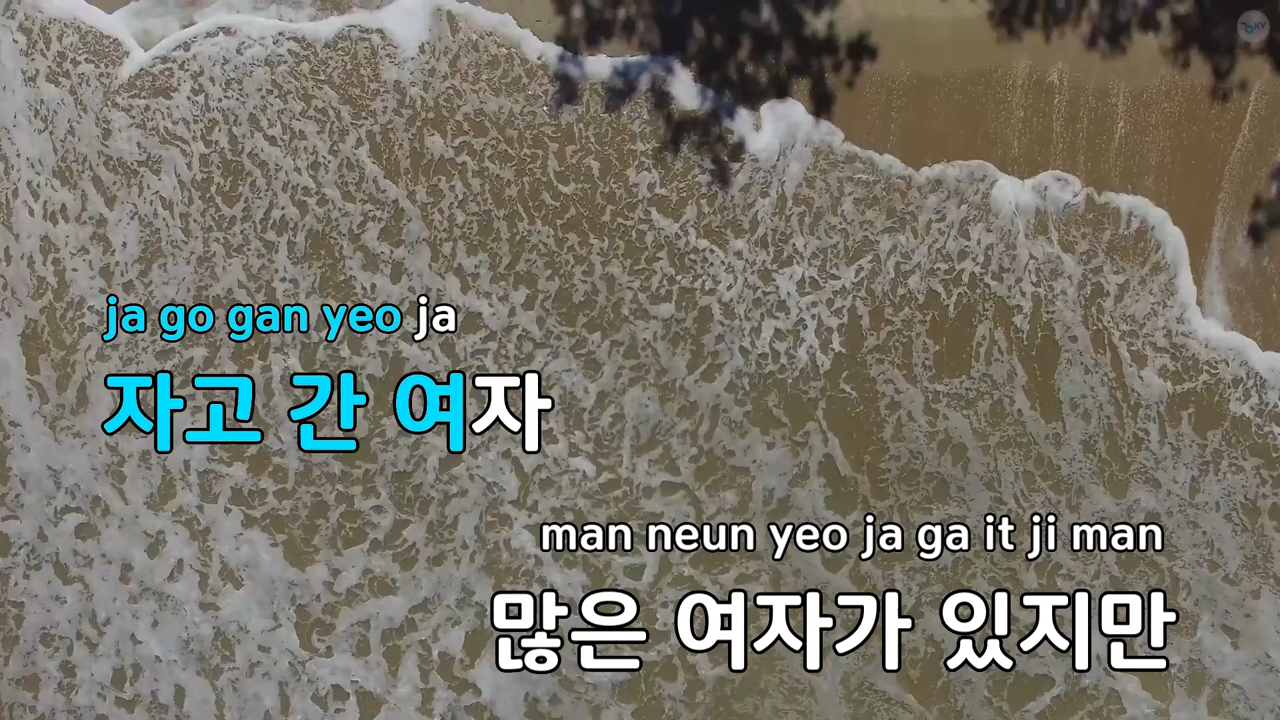 KY
ja go gan yeo ja
자고 간 여자
man neun yeo ja ga it ji man
많은 여자가 있지만